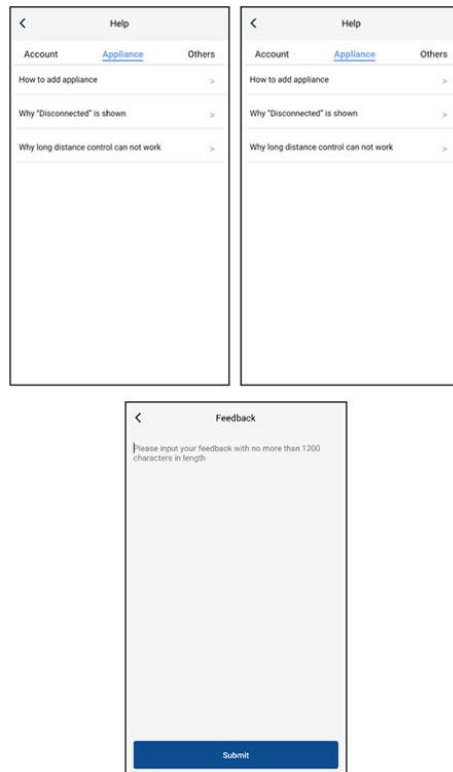 Help
Account Appliance Others
How to add appliance >
Why "Disconnected" is shown >
Why long distance control can not work >
Help
Account Appliance Others
How to add appliance >
Why "Disconnected" is shown >
Why long distance control can not work >
Feedback
Please input your feedback with no more than 1200
characters in length
Submit